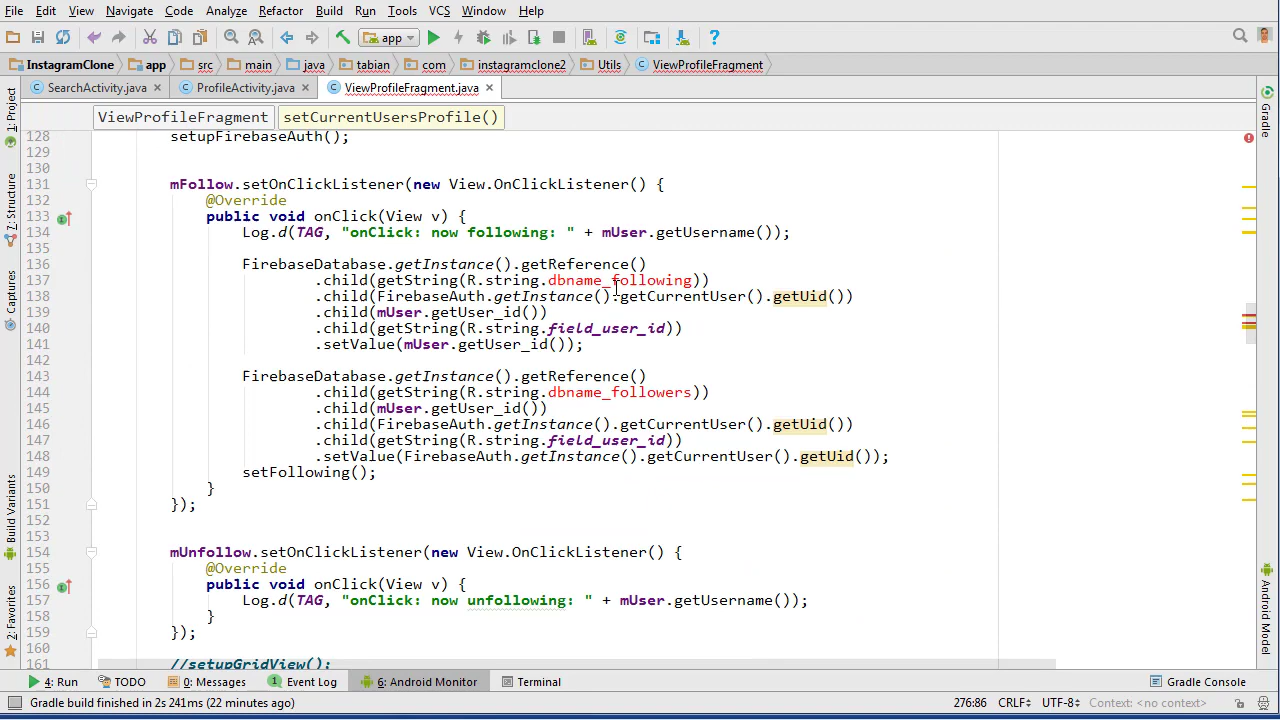 File Edit View Navigate Code Analyze Refactor Build Run Tools VCS Window Help
app
InstagramClone app src main java tabian com instagramclone2 Utils ViewProfileFragment
SearchActivity.java ProfileActivity.java ViewProfileFragment.java
ViewProfileFragment setCurrentUsersProfile()
128 setupFirebaseAuth();
129
130
131 mFollow.setOnClickListener(new View.OnClickListener() {
132 @Override
133 public void onClick(View v) {
134 Log.d(TAG, "onClick: now following: " + mUser.getUsername());
135
136 FirebaseDatabase.getInstance().getReference()
137 .child(getString(R.string.dbname_following))
138 .child(FirebaseAuth.getInstance().getCurrentUser().getUid())
139 .child(mUser.getUser_id())
140 .child(getString(R.string.field_user_id))
141 .setValue(mUser.getUser_id());
142
143 FirebaseDatabase.getInstance().getReference()
144 .child(getString(R.string.dbname_followers))
145 .child(mUser.getUser_id())
146 .child(FirebaseAuth.getInstance().getCurrentUser().getUid())
147 .child(getString(R.string.field_user_id))
148 .setValue(FirebaseAuth.getInstance().getCurrentUser().getUid());
149 setFollowing();
150 }
151 });
152
153
154 mUnfollow.setOnClickListener(new View.OnClickListener() {
155 @Override
156 public void onClick(View v) {
157 Log.d(TAG, "onClick: now unfollowing: " + mUser.getUsername());
158 }
159 });
160
161 //setupGridView();
1: Project
7: Structure
Captures
Build Variants
2: Favorites
Gradle
Android Model
4: Run TODO 0: Messages 1 Event Log 6: Android Monitor Terminal Gradle Console
Gradle build finished in 2s 241ms (22 minutes ago) 276:86 CRLF UTF-8 Context: <no context>